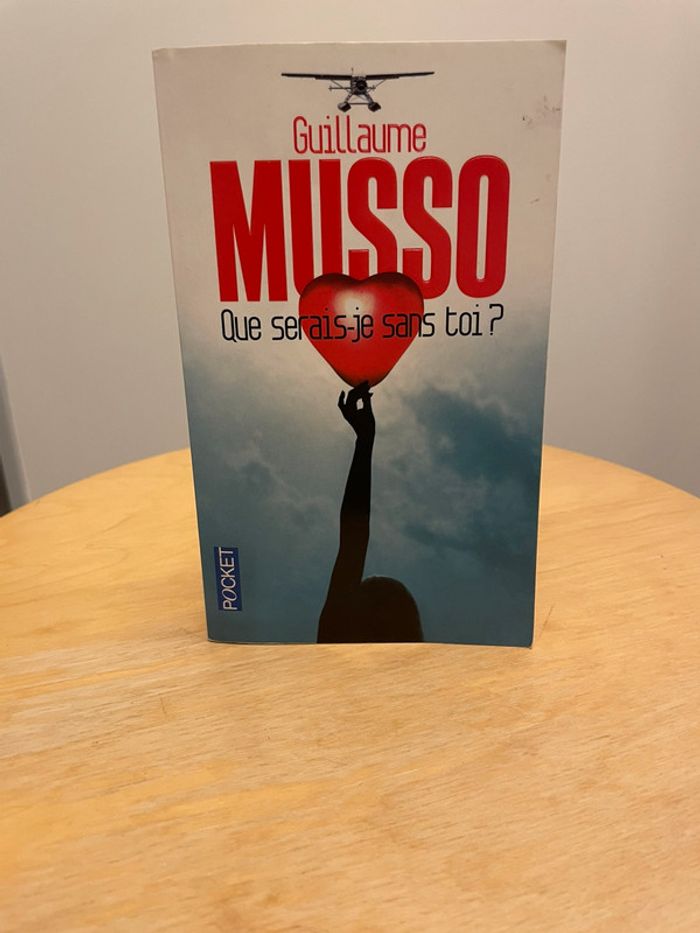 Guillaume
MUSSO
Que serais-je sans toi ?
POCKET